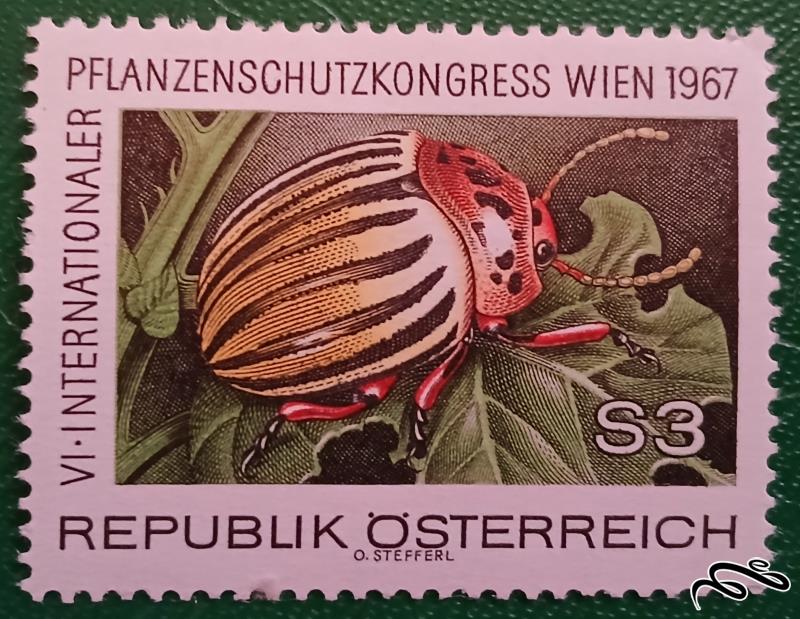 VI·INTERNATIONALER
PFLANZENSCHUTZKONGRESS WIEN 1967
S3
REPUBLIK ÖSTERREICH
O. STEFFERL